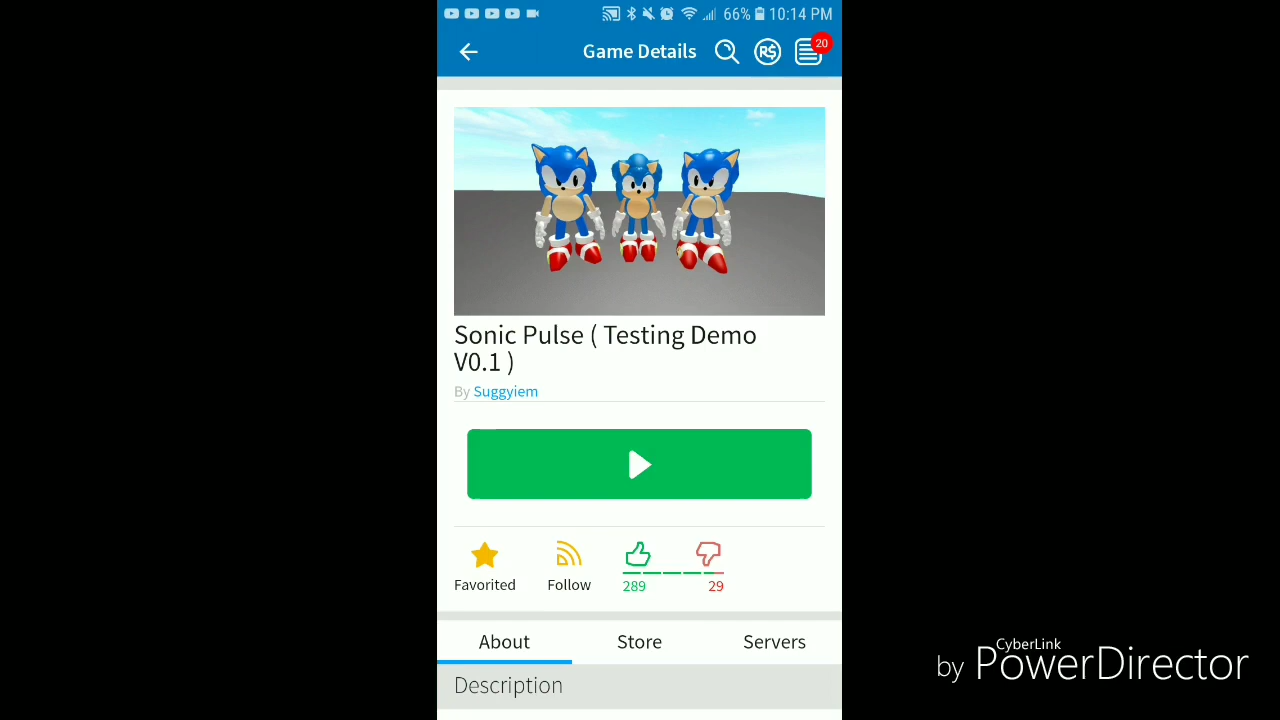 66% 10:14 PM
Game Details
R$
20
Sonic Pulse ( Testing Demo
V0.1 )
By Suggyiem
Favorited
Follow
289
29
About
Store
Servers
Description
CyberLink
by PowerDirector